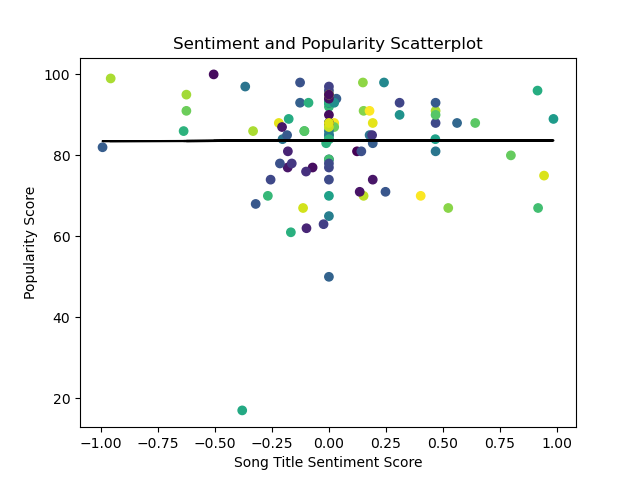 Sentiment and Popularity Scatterplot
100
80
60
40
20
Popularity Score
−1.00 −0.75 −0.50 −0.25 0.00 0.25 0.50 0.75 1.00
Song Title Sentiment Score